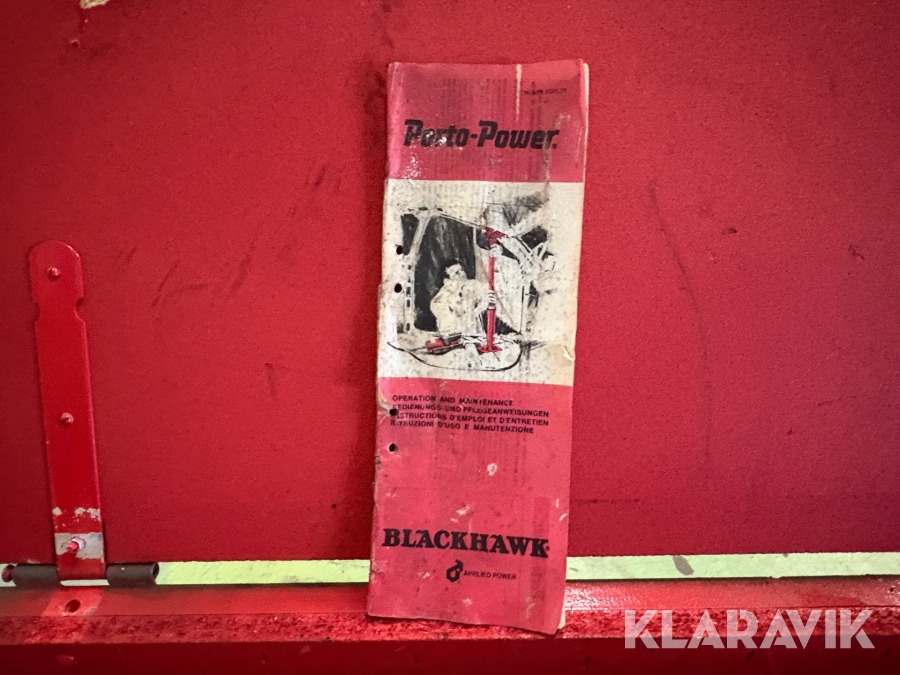 Porto-Power
OPERATION AND MAINTENANCE
BEDIENUNGS-UND PFLEGEANWEISUNGEN
INSTRUCTIONS D'EMPLOI ET D'ENTRETIEN
ISTRUZIONI D'USO E MANUTENZIONE
BLACKHAWK
APPLIED POWER
KLARAVIK